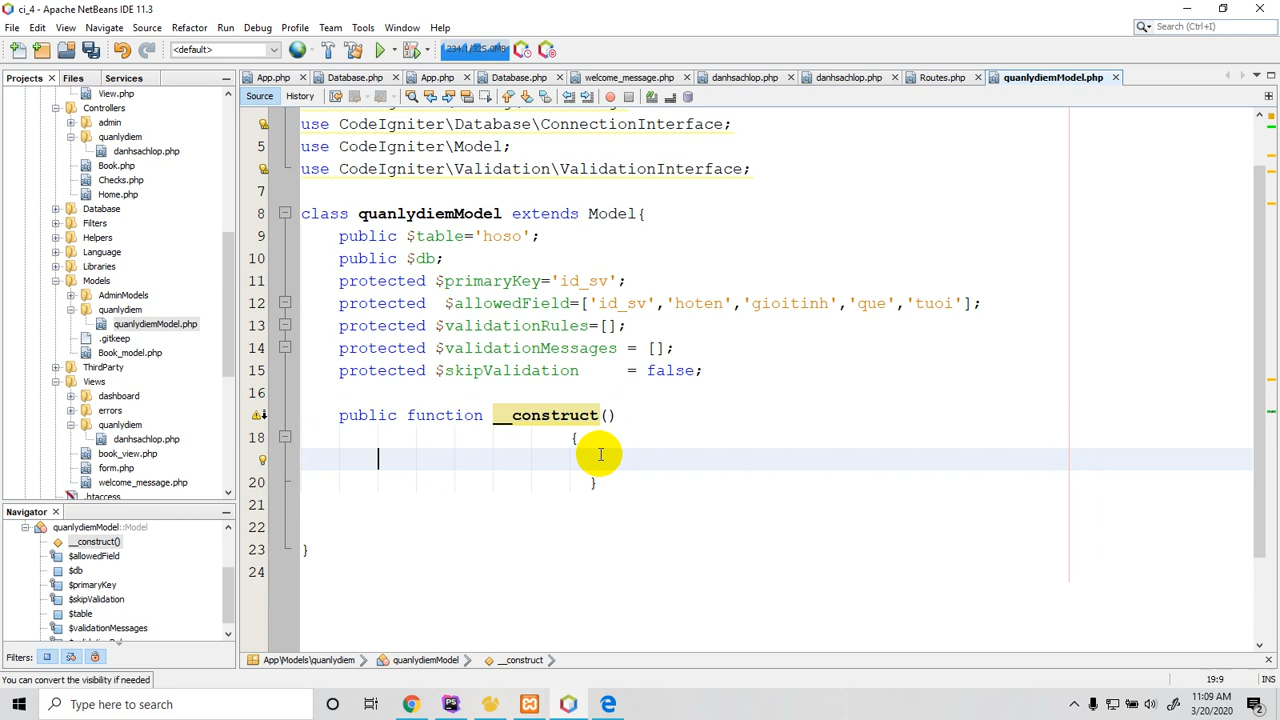 ci_4 - Apache NetBeans IDE 11.3
File Edit View Navigate Source Refactor Run Debug Profile Team Tools Window Help
Search (Ctrl+I)
<default>
234.1/325.0MB
Projects Files Services
App.php Database.php App.php Database.php welcome_message.php danhsachlop.php danhsachlop.php Routes.php quanlydiemModel.php
Source History
View.php
Controllers
admin
quanlydiem
danhsachlop.php
Book.php
Checks.php
Home.php
Database
Filters
Helpers
Language
Libraries
Models
AdminModels
quanlydiem
quanlydiemModel.php
.gitkeep
Book_model.php
ThirdParty
Views
dashboard
errors
quanlydiem
danhsachlop.php
book_view.php
form.php
welcome_message.php
.htaccess
use CodeIgniter\Database\ConnectionInterface;
5 use CodeIgniter\Model;
use CodeIgniter\Validation\ValidationInterface;
7
8 class quanlydiemModel extends Model{
9 public $table='hoso';
10 public $db;
11 protected $primaryKey='id_sv';
12 protected  $allowedField=['id_sv','hoten','gioitinh','que','tuoi'];
13 protected $validationRules=[];
14 protected $validationMessages = [];
15 protected $skipValidation     = false;
16
public function __construct()
18 {
20 }
21
22
23 }
24
Navigator
quanlydiemModel::Model
__construct()
$allowedField
$db
$primaryKey
$skipValidation
$table
$validationMessages
Filters:
App\Models\quanlydiem quanlydiemModel __construct
You can convert the visibility if needed
19:9 INS
Type here to search
11:09 AM
3/20/2020
2